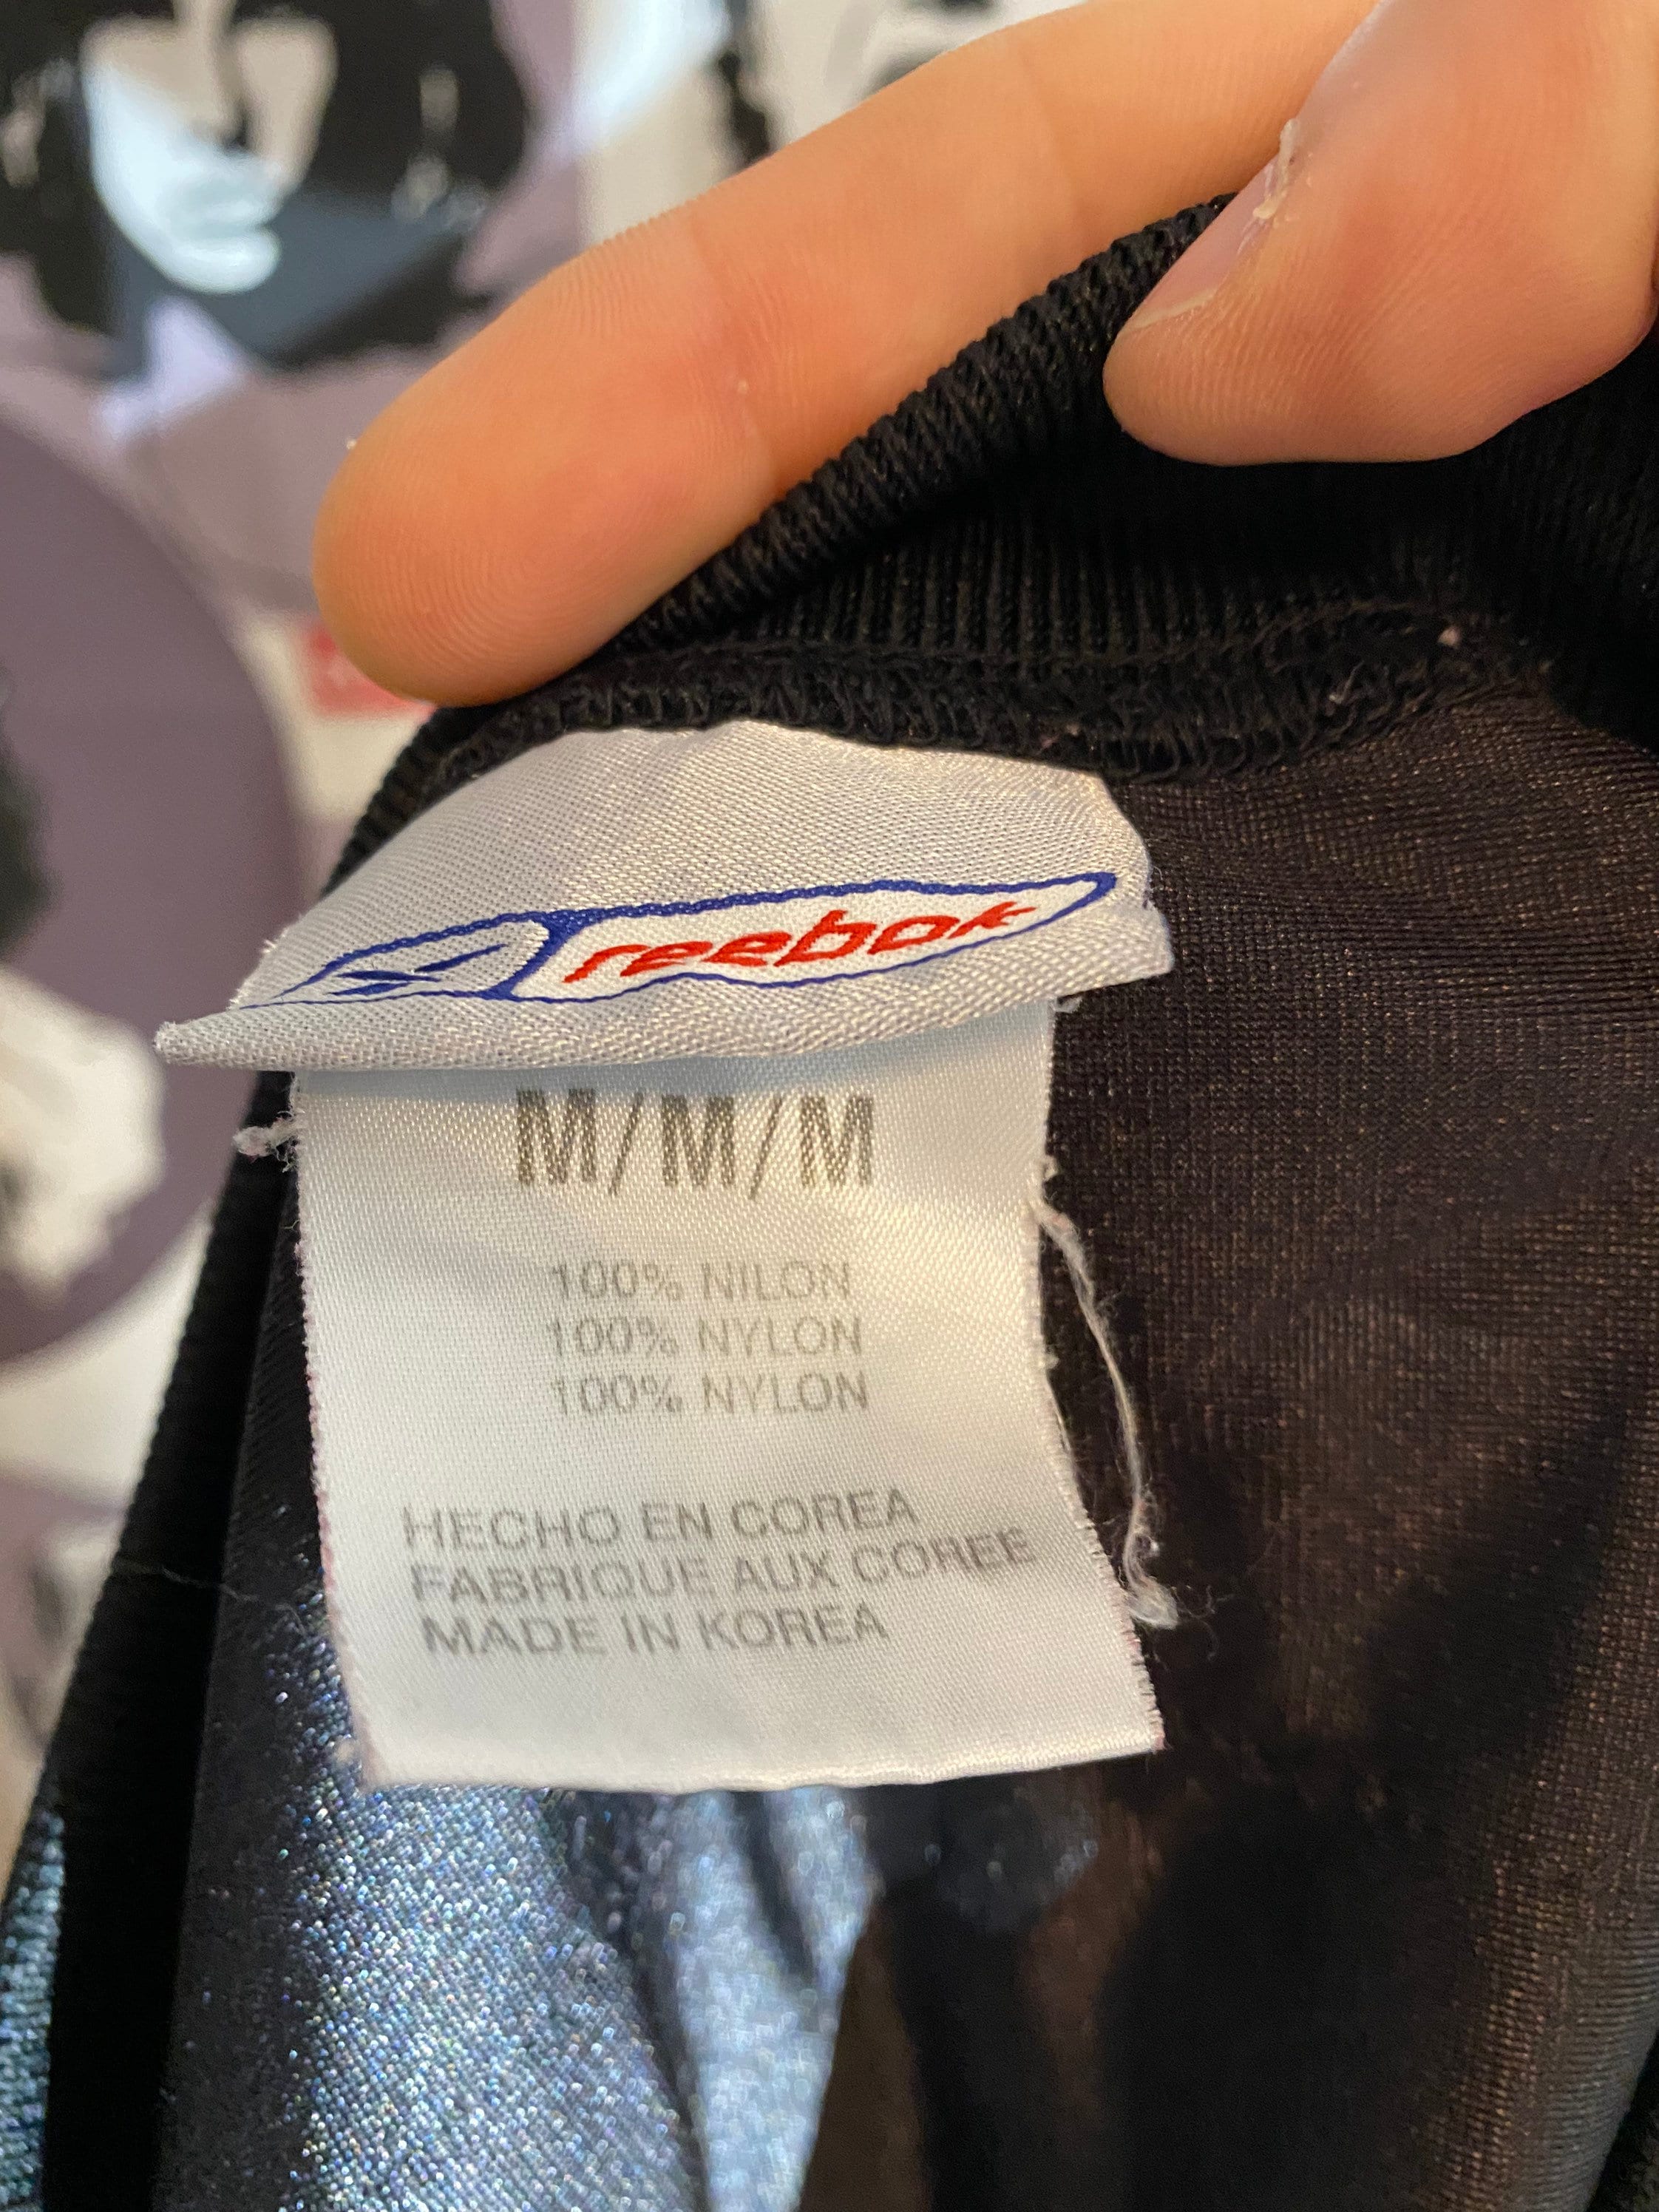 reebok
M/M/M
100% NILON
100% NYLON
100% NYLON
HECHO EN COREA
FABRIQUE AUX COREE
MADE IN KOREA